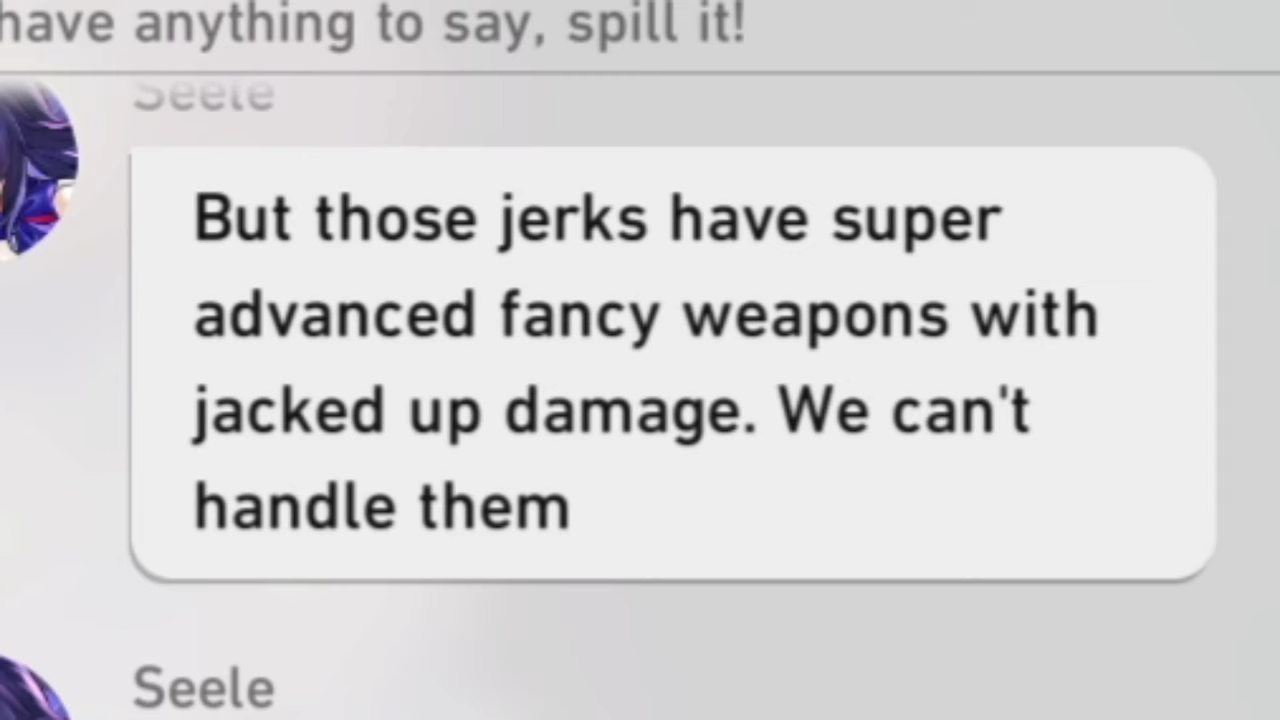 have anything to say, spill it!
Seele
But those jerks have super
advanced fancy weapons with
jacked up damage. We can't
handle them
Seele